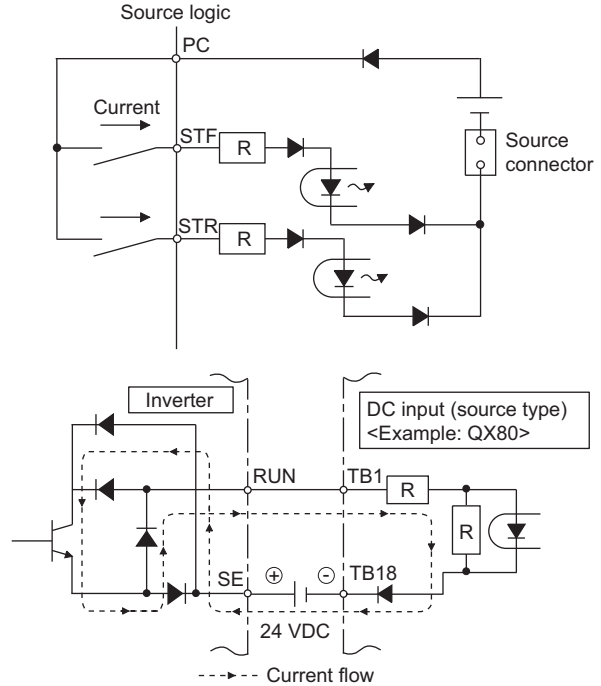 Source logic
PC
Current
STF
R
Source
connector
STR
R
Inverter
DC input (source type)
<Example: QX80>
RUN
TB1
R
R
SE
+
-
TB18
24 VDC
Current flow